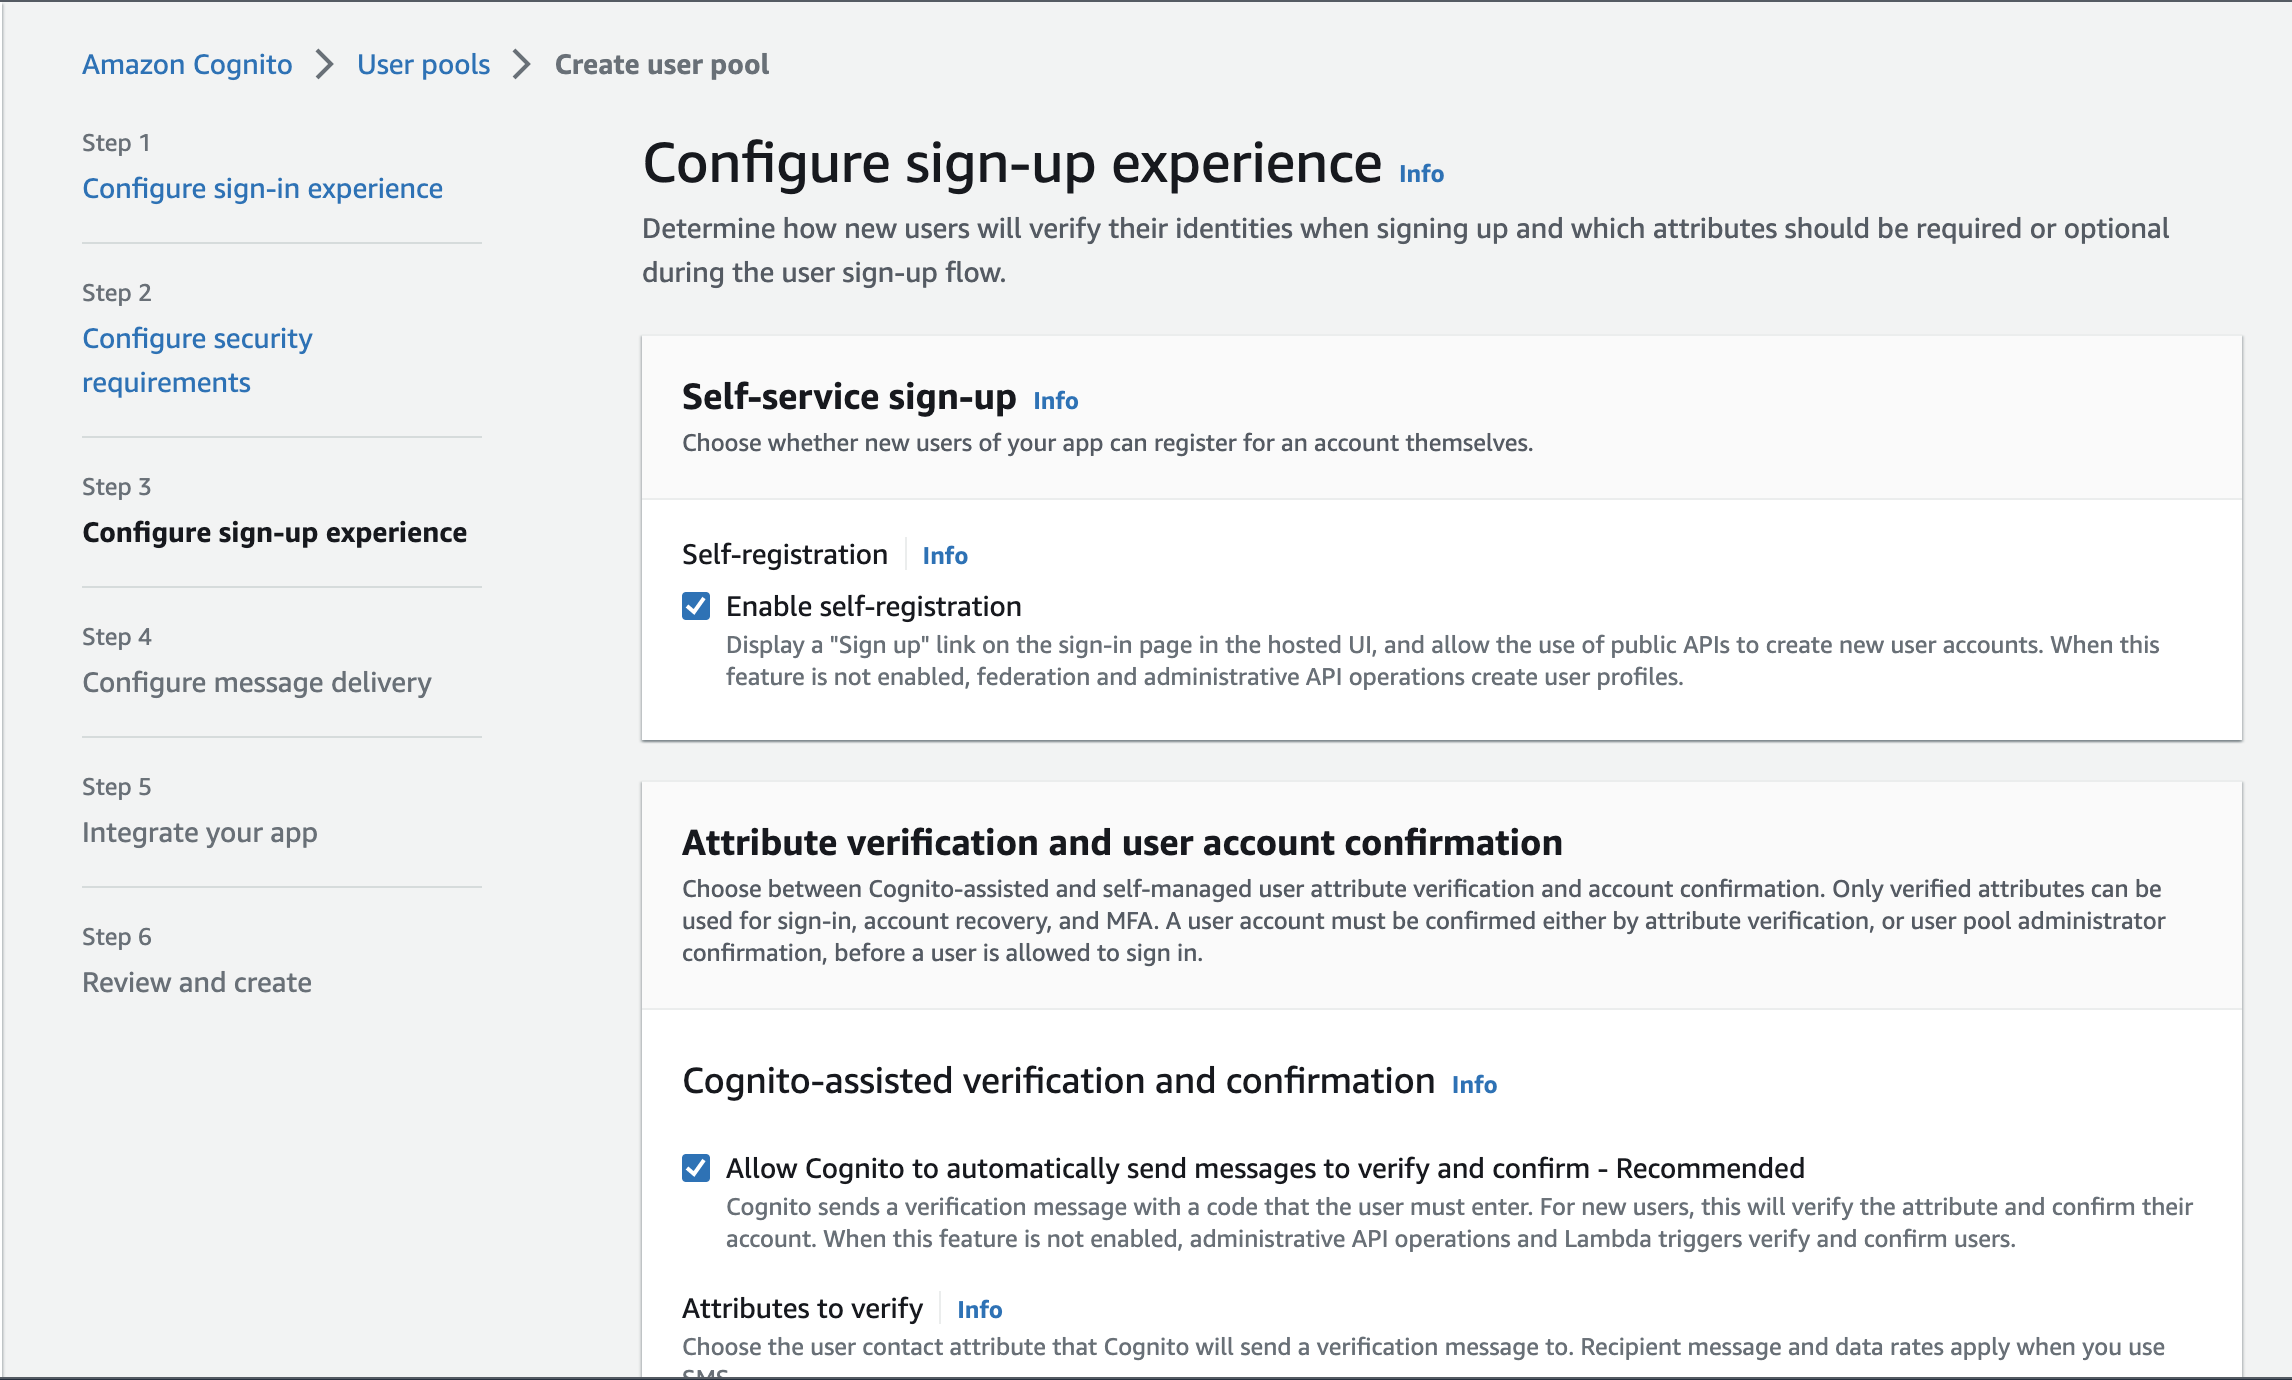 Amazon Cognito > User pools > Create user pool
Step 1
Configure sign-in experience
Step 2
Configure security
requirements
Step 3
Configure sign-up experience
Step 4
Configure message delivery
Step 5
Integrate your app
Step 6
Review and create
Configure sign-up experience Info
Determine how new users will verify their identities when signing up and which attributes should be required or optional
during the user sign-up flow.
Self-service sign-up Info
Choose whether new users of your app can register for an account themselves.
Self-registration Info
Enable self-registration
Display a "Sign up" link on the sign-in page in the hosted UI, and allow the use of public APIs to create new user accounts. When this
feature is not enabled, federation and administrative API operations create user profiles.
Attribute verification and user account confirmation
Choose between Cognito-assisted and self-managed user attribute verification and account confirmation. Only verified attributes can be
used for sign-in, account recovery, and MFA. A user account must be confirmed either by attribute verification, or user pool administrator
confirmation, before a user is allowed to sign in.
Cognito-assisted verification and confirmation Info
Allow Cognito to automatically send messages to verify and confirm - Recommended
Cognito sends a verification message with a code that the user must enter. For new users, this will verify the attribute and confirm their
account. When this feature is not enabled, administrative API operations and Lambda triggers verify and confirm users.
Attributes to verify Info
Choose the user contact attribute that Cognito will send a verification message to. Recipient message and data rates apply when you use
SMS